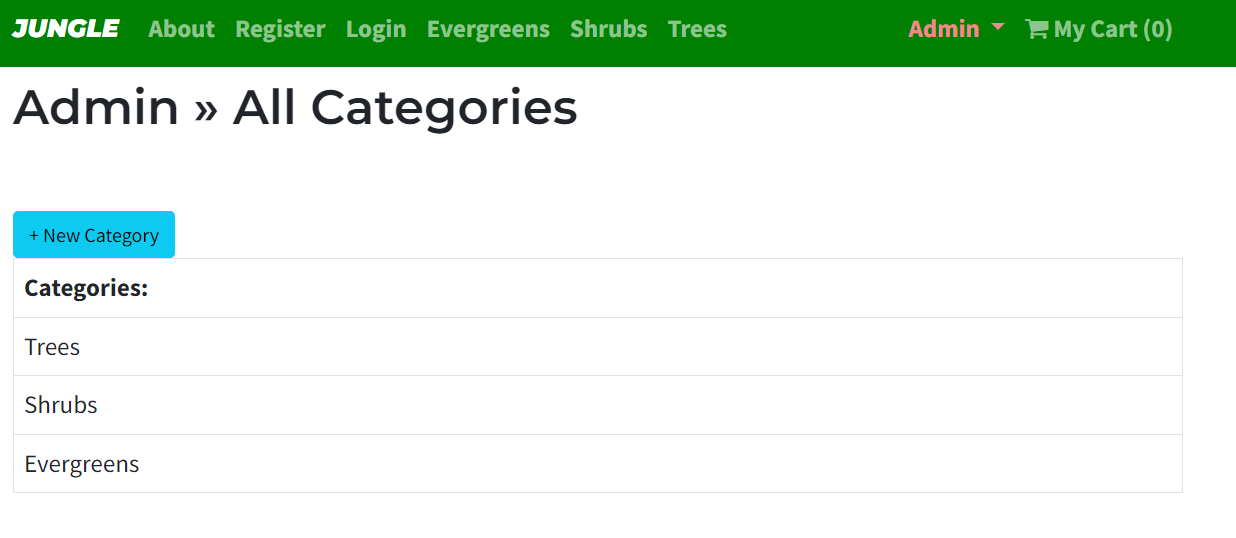 JUNGLE About Register Login Evergreens Shrubs Trees Admin My Cart (0)
Admin » All Categories
+ New Category
Categories:
Trees
Shrubs
Evergreens